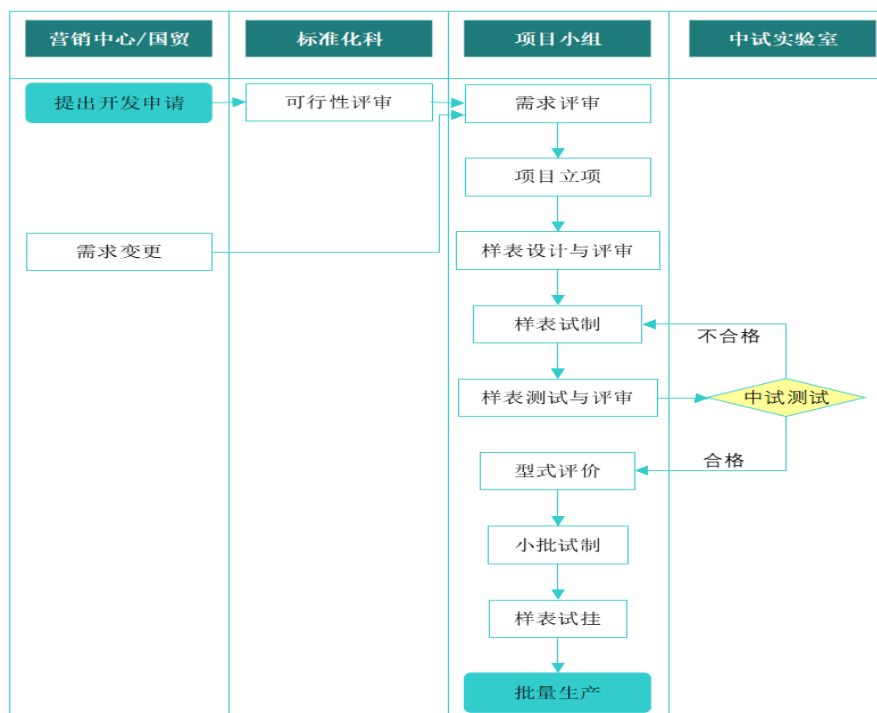 营销中心/国贸
标准化科
项目小组
中试实验室
提出开发申请
可行性评审
需求评审
项目立项
需求变更
样表设计与评审
样表试制
不合格
样表测试与评审
中试测试
合格
型式评价
小批试制
样表试挂
批量生产